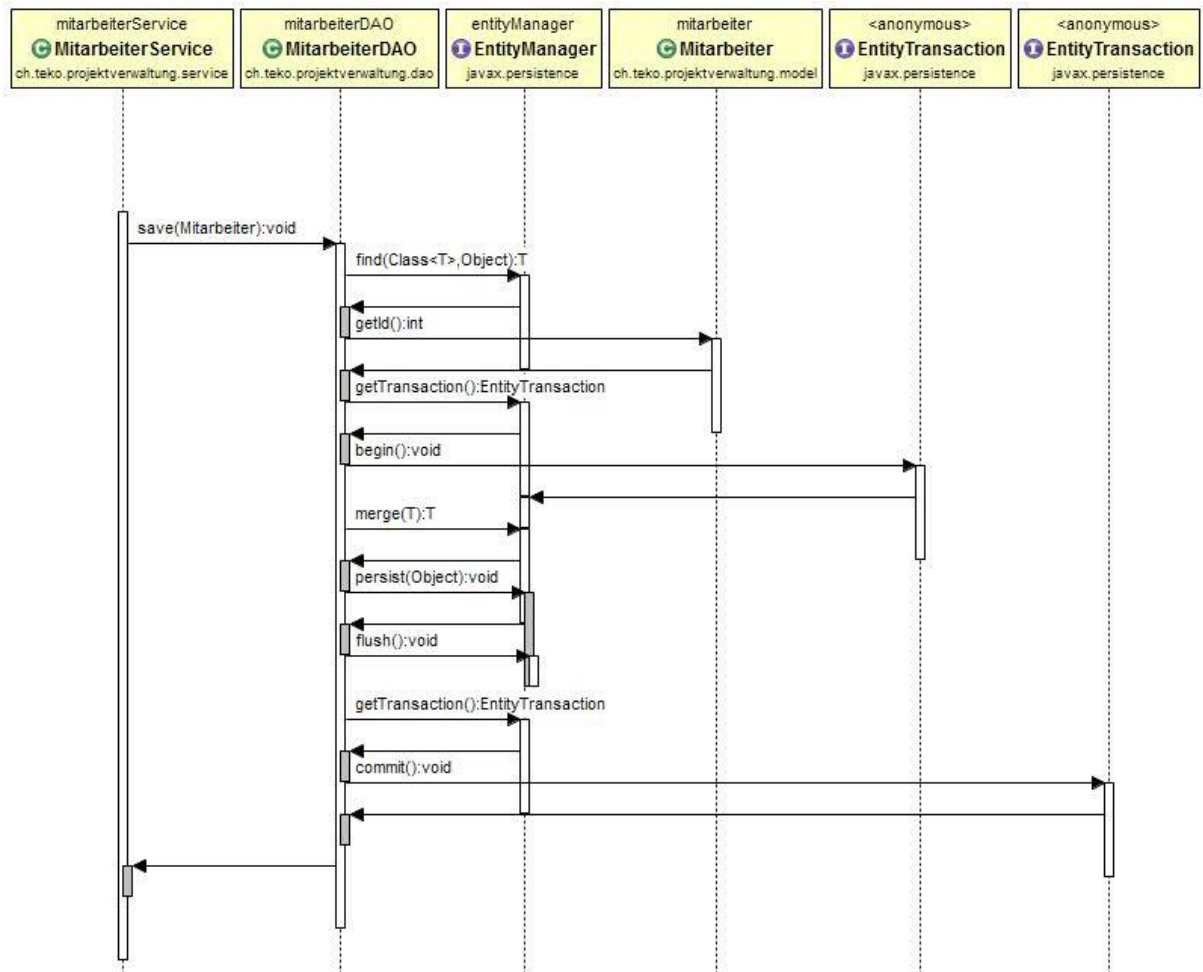 mitarbeiterService
C MitarbeiterService
ch.teko.projektverwaltung.service
mitarbeiterDAO
C MitarbeiterDAO
ch.teko.projektverwaltung.dao
entityManager
I EntityManager
javax.persistence
mitarbeiter
C Mitarbeiter
ch.teko.projektverwaltung.model
<anonymous>
I EntityTransaction
javax.persistence
<anonymous>
I EntityTransaction
javax.persistence
save(Mitarbeiter):void
find(Class<T>,Object):T
getId():int
getTransaction():EntityTransaction
begin():void
merge(T):T
persist(Object):void
flush():void
getTransaction():EntityTransaction
commit():void